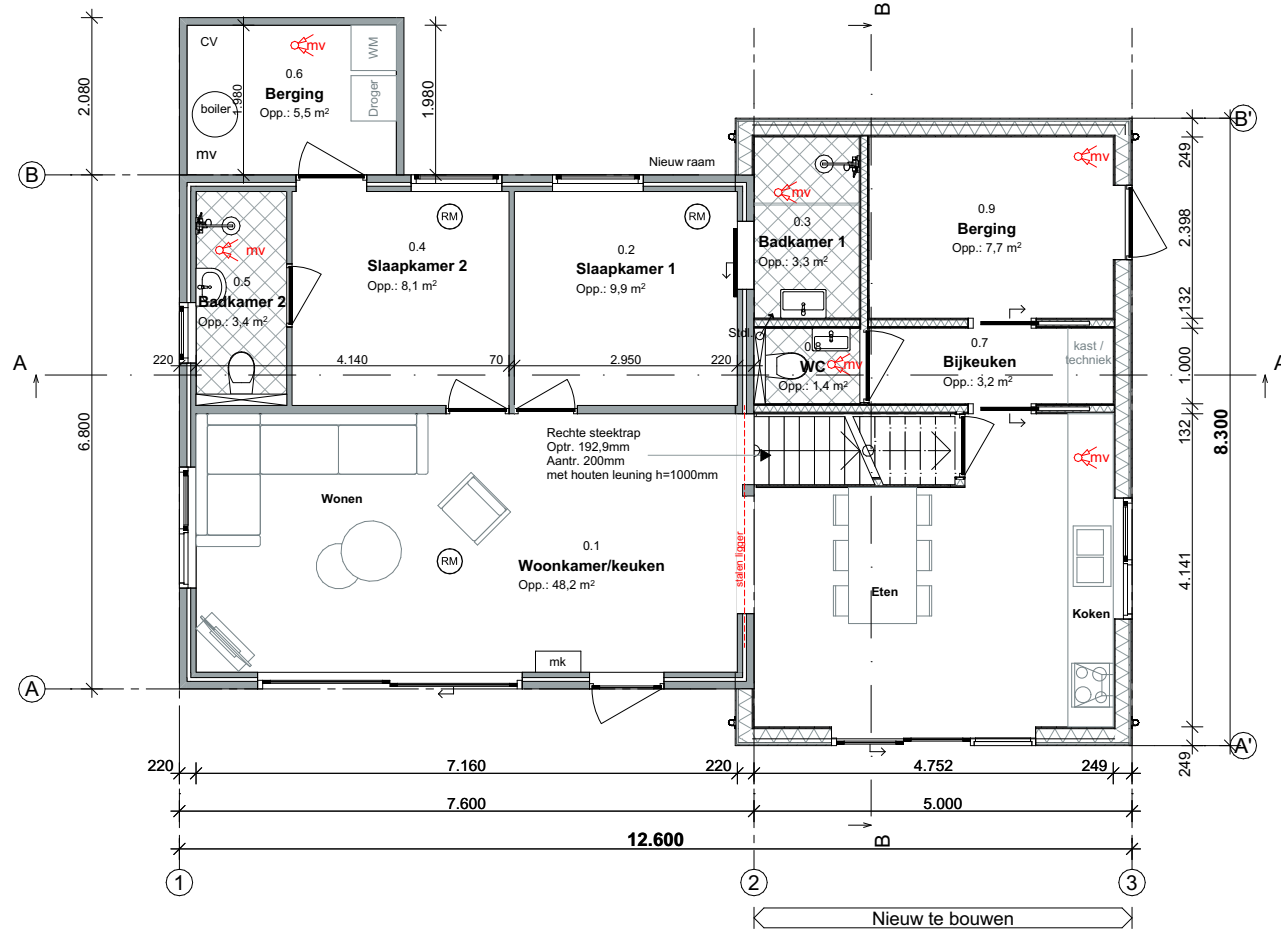 B
CV
mv
WM
0.6
Berging
Opp.: 5,5 m²
boiler
Droger
mv
2.080
1.980
1.980
B'
249
B
Nieuw raam
mv
mv
RM
RM
0.3
Badkamer 1
Opp.: 3,3 m²
0.9
Berging
Opp.: 7,7 m²
2.398
mv
0.4
Slaapkamer 2
Opp.: 8,1 m²
0.2
Slaapkamer 1
Opp.: 9,9 m²
0.5
Badkamer 2
Opp.: 3,4 m²
132
Stdl.
0.8
WC
Opp.: 1,4 m²
mv
0.7
Bijkeuken
Opp.: 3,2 m²
kast /
techniek
1.000
A
220
4.140
70
2.950
220
A
6.800
132
8.300
Rechte steektrap
Optr. 192,9mm
Aantr. 200mm
met houten leuning h=1000mm
mv
Wonen
RM
0.1
Woonkamer/keuken
Opp.: 48,2 m²
stalen ligger
Eten
Koken
4.141
mk
A
A'
249
220
7.160
220
4.752
249
7.600
5.000
12.600
B
1
2
3
Nieuw te bouwen